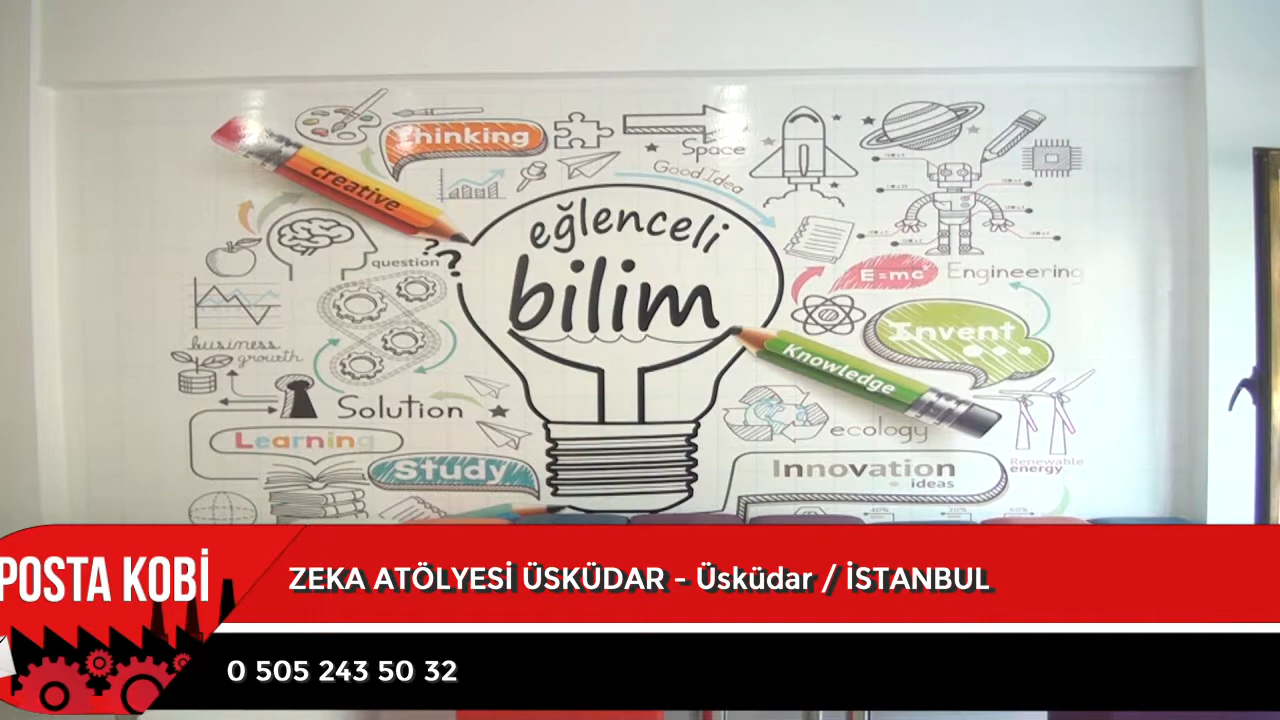 Thinking
creative
Space
Good Idea
eğlenceli
bilim
question
??
E=mc²
Engineering
Invent
business
growth
Knowledge
Solution
ecology
Learning
Study
Innovation
ideas
Renewable
energy
POSTA KOBİ
ZEKA ATÖLYESİ ÜSKÜDAR - Üsküdar / İSTANBUL
0 505 243 50 32